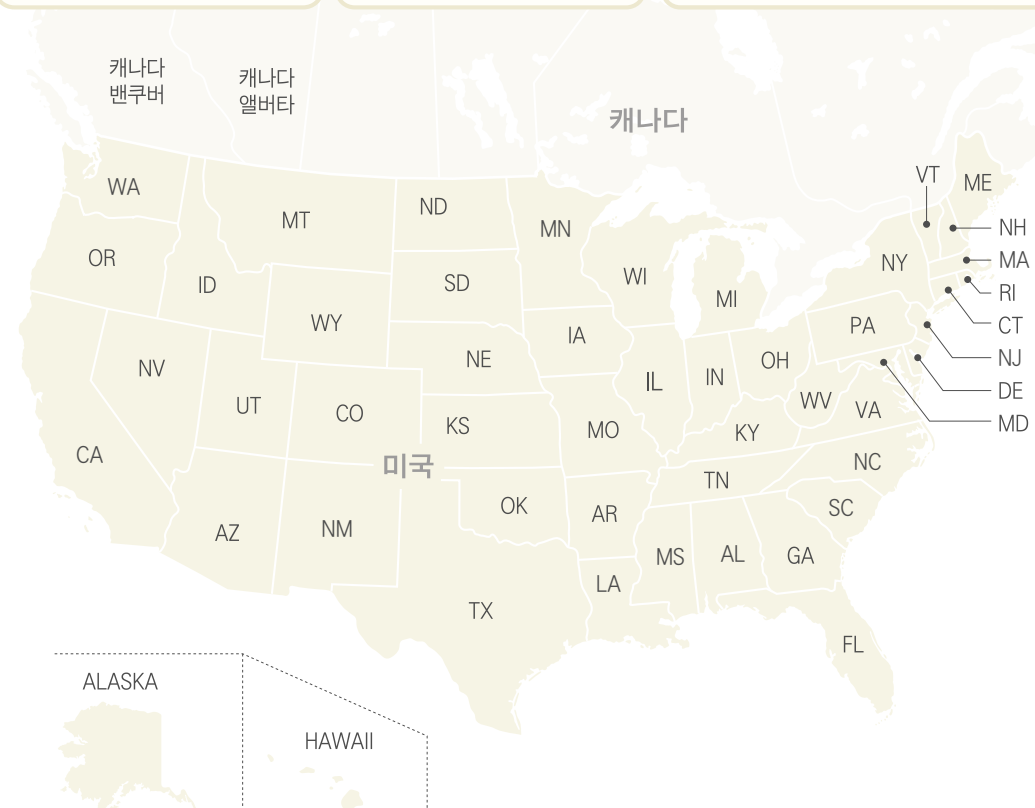 캐나다
밴쿠버
캐나다
앨버타
캐나다
VT
ME
WA
ND
MT
MN
NH
OR
NY
MA
ID
SD
WI
MI
RI
WY
IA
PA
CT
NV
NE
OH
NJ
IL
IN
UT
CO
WV
DE
KS
VA
MD
CA
MO
KY
미국
NC
TN
OK
AR
SC
AZ
NM
MS
AL
GA
LA
TX
FL
ALASKA
HAWAII